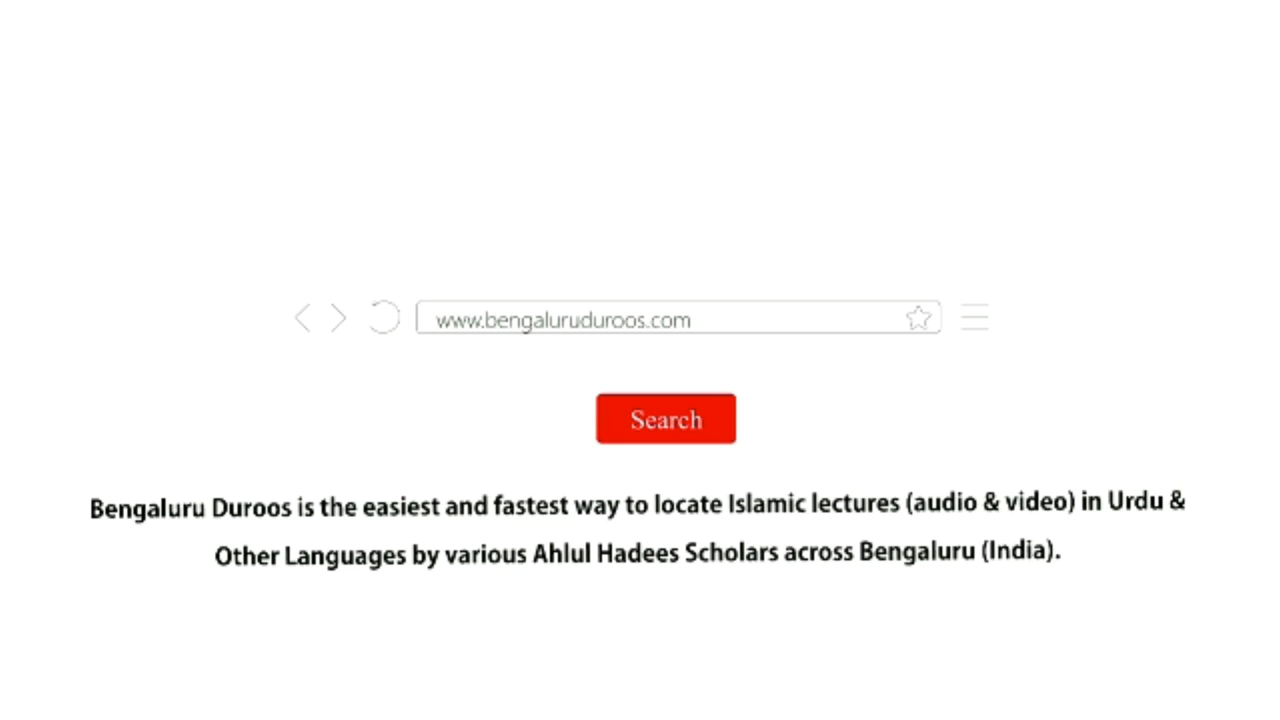 www.bengaluruduroos.com
Search
Bengaluru Duroos is the easiest and fastest way to locate Islamic lectures (audio & video) in Urdu &
Other Languages by various Ahlul Hadees Scholars across Bengaluru (India).